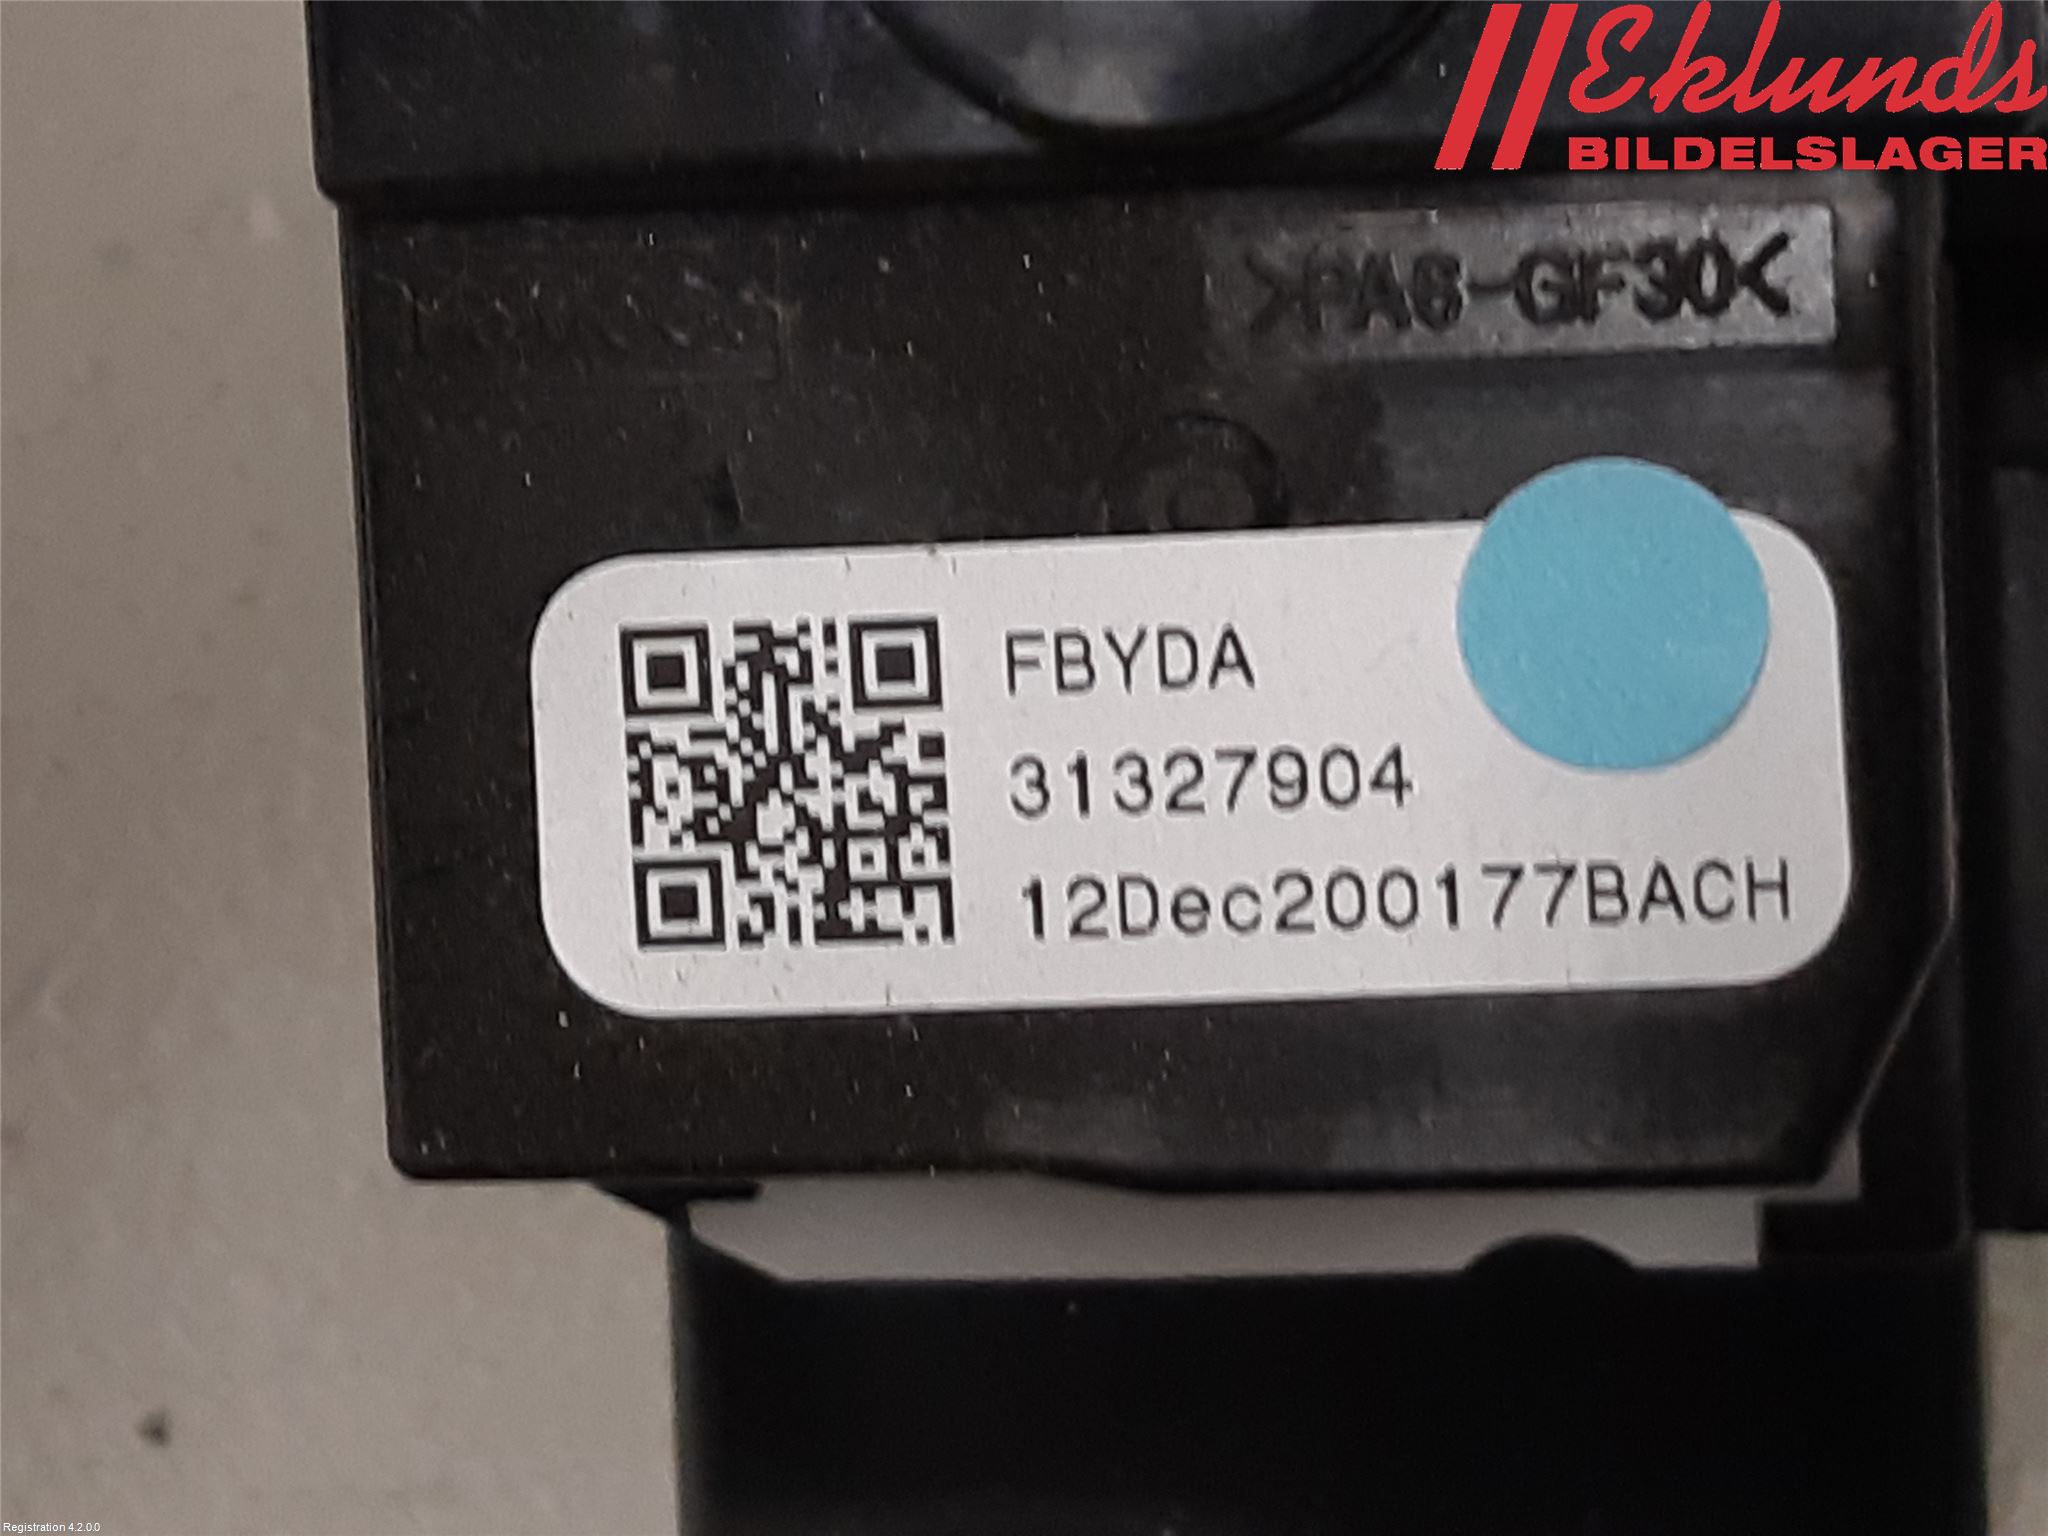 Eklunds
BILDELSLAGER
>PA6-GF30<
FBYDA
31327904
12Dec200177BACH
Registration 4.2.0.0